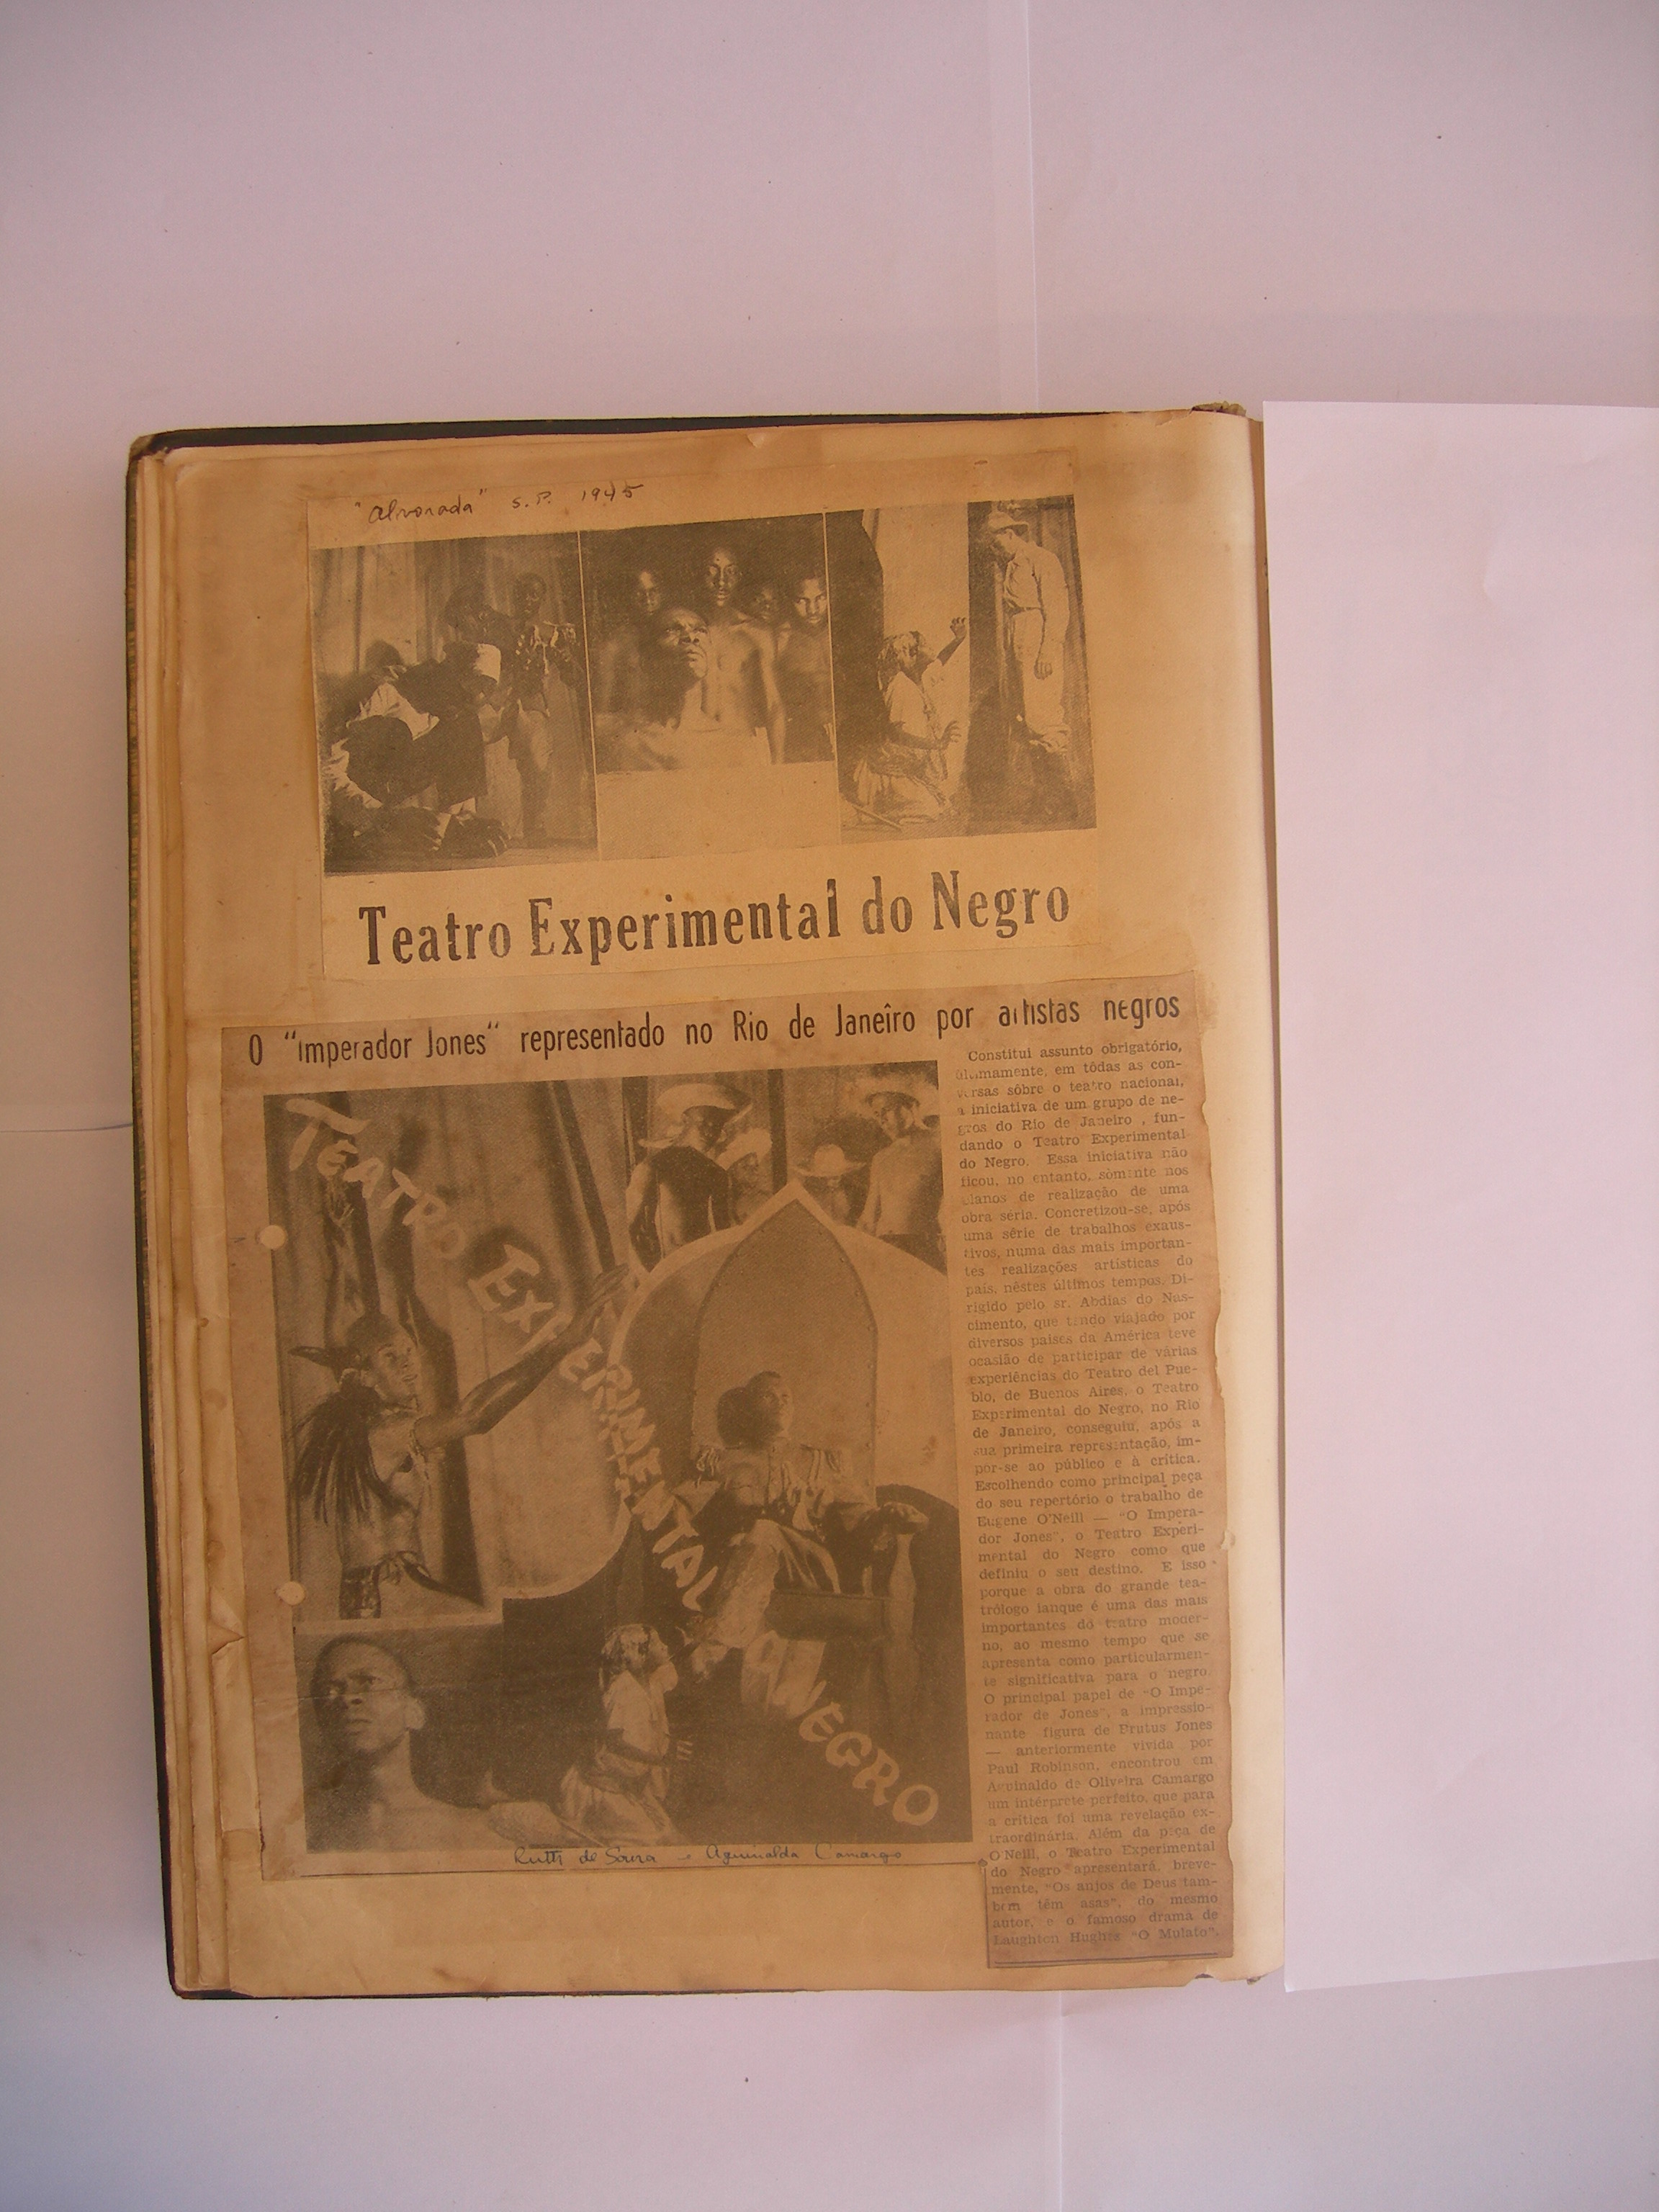 "Alvorada" S.P. 1945
Teatro Experimental do Negro
O "Imperador Jones" representado no Rio de Janeiro por artistas negros
TEATRO EXPERIMENTAL DO NEGRO
Ruth de Souza e Aguinaldo Camargo
Constitui assunto obrigatório,
últimamente, em tôdas as con-
versas sôbre o teatro nacional,
a iniciativa de um grupo de ne-
gros do Rio de Janeiro , fun-
dando o Teatro Experimental
do Negro. Essa iniciativa não
ficou, no entanto, sòmente nos
planos de realização de uma
obra séria. Concretizou-se, após
uma série de trabalhos exaus-
tivos, numa das mais importan-
tes realizações artísticas do
país, nêstes últimos tempos. Di-
rigido pelo sr. Abdias do Nas-
cimento, que tendo viajado por
diversos países da América teve
ocasião de participar de várias
experiências do Teatro del Pue-
blo, de Buenos Aires, o Teatro
Experimental do Negro, no Rio
de Janeiro, conseguiu, após a
sua primeira representação, im-
por-se ao público e à crítica.
Escolhendo como principal peça
do seu repertório o trabalho de
Eugene O'Neill — "O Impera-
dor Jones", o Teatro Experi-
mental do Negro como que
definiu o seu destino. E isso
porque a obra do grande tea-
trólogo ianque é uma das mais
importantes do teatro moder-
no, ao mesmo tempo que se
apresenta como particularmen-
te significativa para o negro.
O principal papel de "O Impe-
rador de Jones", a impressio-
nante figura de Brutus Jones
— anteriormente vivida por
Paul Robinson, encontrou em
Aguinaldo de Oliveira Camargo
um intérprete perfeito, que para
a crítica foi uma revelação ex-
traordinária. Além da peça de
O'Neill, o Teatro Experimental
do Negro apresentará, breve-
mente, "Os anjos de Deus tam-
bem têm asas", do mesmo
autor, e o famoso drama de
Laughton Hughes "O Mulato".